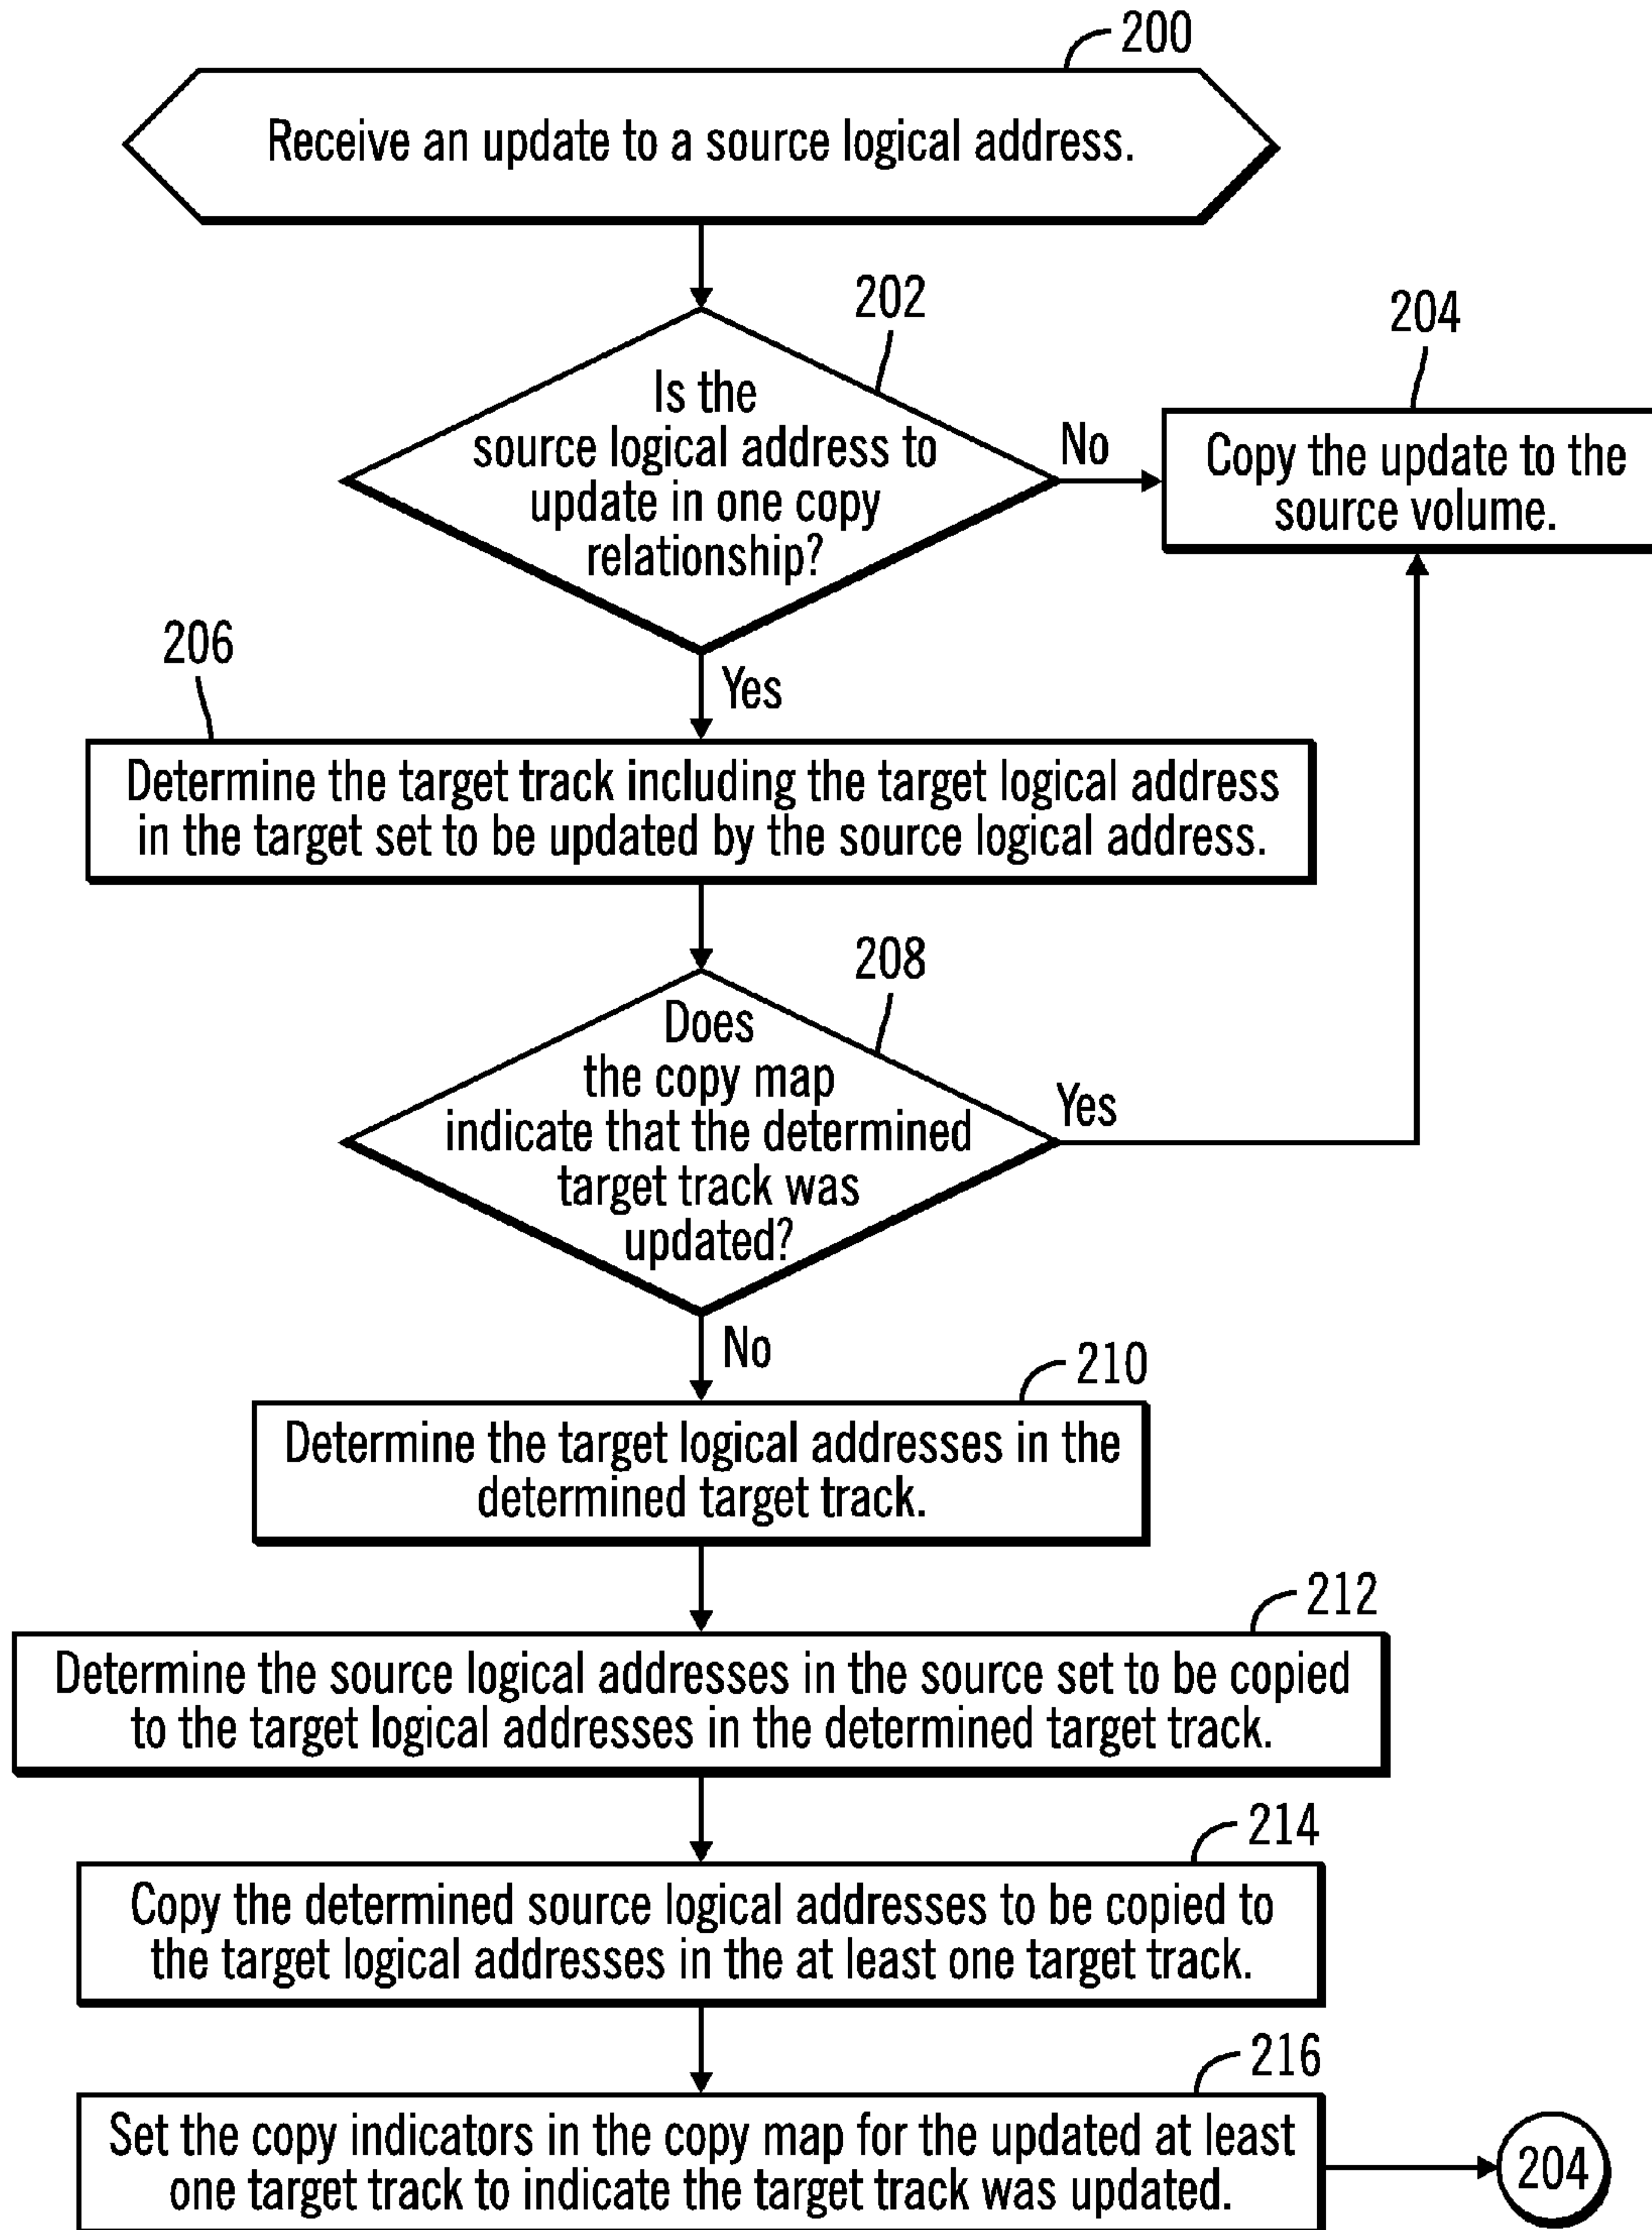 200
Receive an update to a source logical address.
202
Is the
source logical address to
update in one copy
relationship?
No
204
Copy the update to the
source volume.
Yes
206
Determine the target track including the target logical address
in the target set to be updated by the source logical address.
208
Does
the copy map
indicate that the determined
target track was
updated?
Yes
No
210
Determine the target logical addresses in the
determined target track.
212
Determine the source logical addresses in the source set to be copied
to the target logical addresses in the determined target track.
214
Copy the determined source logical addresses to be copied to
the target logical addresses in the at least one target track.
216
Set the copy indicators in the copy map for the updated at least
one target track to indicate the target track was updated.
204